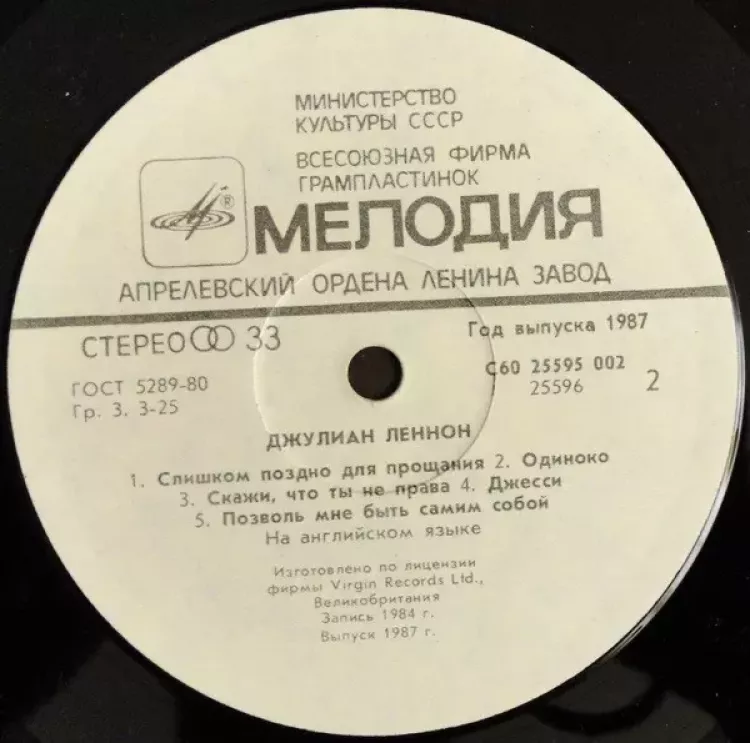 МИНИСТЕРСТВО
КУЛЬТУРЫ СССР
ВСЕСОЮЗНАЯ ФИРМА
ГРАМПЛАСТИНОК
®
МЕЛОДИЯ
АПРЕЛЕВСКИЙ ОРДЕНА ЛЕНИНА ЗАВОД
СТЕРЕО 33
Год выпуска 1987
ГОСТ 5289-80
Гр. 3. 3-25
С60 25595 002
25596
2
ДЖУЛИАН ЛЕННОН
1. Слишком поздно для прощания 2. Одиноко
3. Скажи, что ты не права 4. Джесси
5. Позволь мне быть самим собой
На английском языке
Изготовлено по лицензии
фирмы Virgin Records Ltd.,
Великобритания
Запись 1984 г.
Выпуск 1987 г.